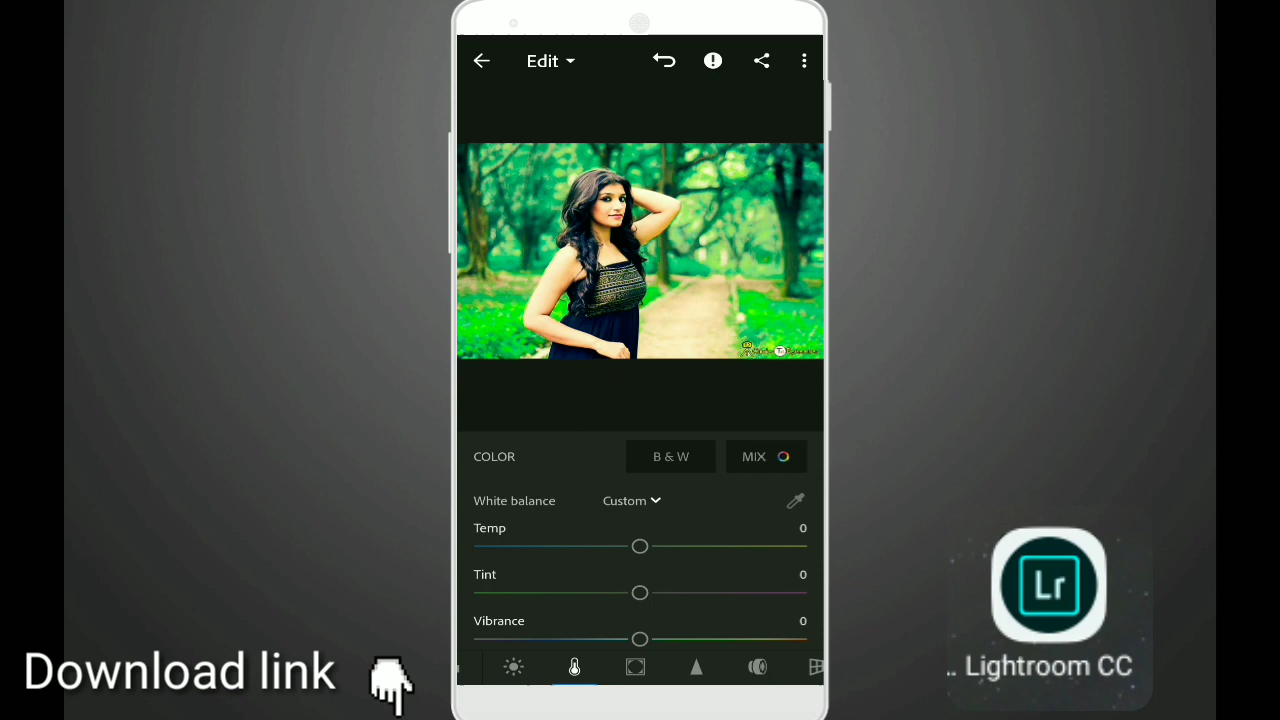 Edit
COLOR
B & W
MIX
White balance
Custom
Temp
0
Tint
0
Vibrance
0
Download link
Lr
.. Lightroom CC